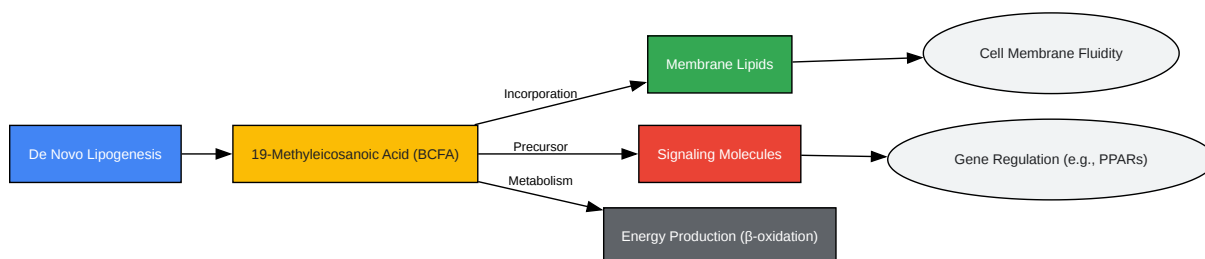 De Novo Lipogenesis
19-Methyleicosanoic Acid (BCFA)
Incorporation
Precursor
Metabolism
Membrane Lipids
Signaling Molecules
Energy Production (β-oxidation)
Cell Membrane Fluidity
Gene Regulation (e.g., PPARs)